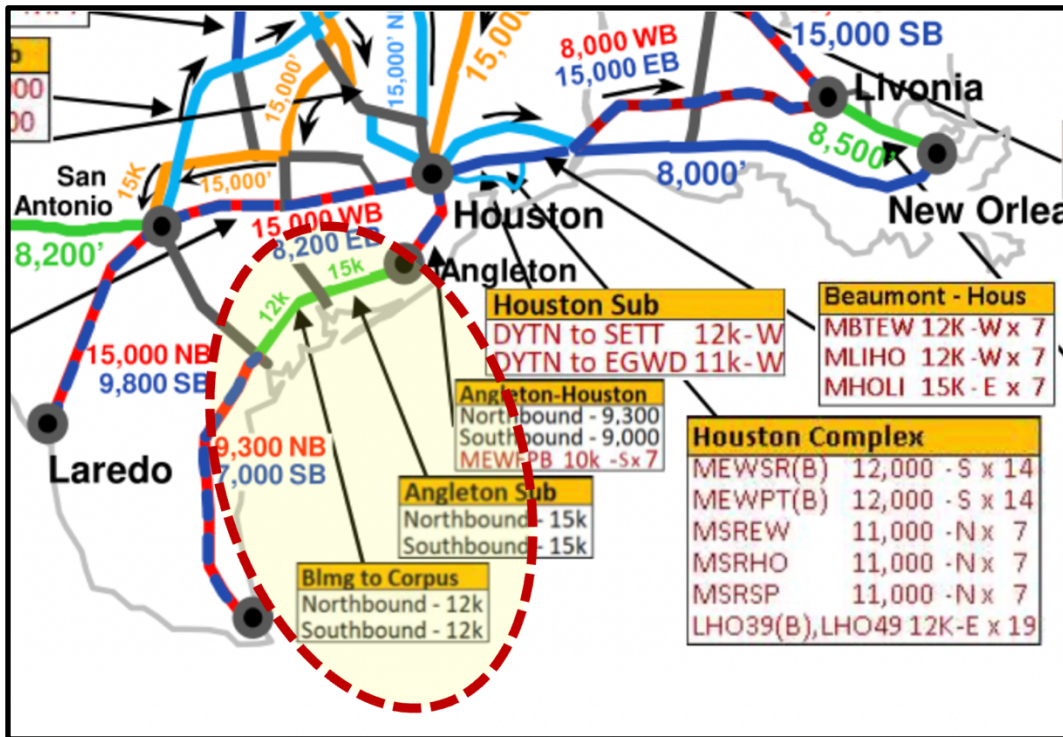 15,000' NB
15,000'
15,000
8,000 WB
15,000 EB
15,000 SB
Livonia
8,500'
8,000'
New Orlea
San
Antonio
15K
15,000'
8,200'
15,000 WB
8,200 EB
Houston
15k
Angleton
12k
15,000 NB
9,800 SB
Laredo
9,300 NB
7,000 SB
Houston Sub
DYTN to SETT 12k-W
DYTN to EGWD 11k-W
Beaumont - Hous
MBTEW 12K -W x 7
MLIHO 12K -W x 7
MHOLI 15K - E x 7
Angleton-Houston
Northbound - 9,300
Southbound - 9,000
MEWFPB 10k -Sx 7
Houston Complex
MEWSR(B) 12,000 -S x 14
MEWPT(B) 12,000 -S x 14
MSREW 11,000 -N x 7
MSRHO 11,000 -N x 7
MSRSP 11,000 -N x 7
LHO39(B),LHO49 12K-E x 19
Angleton Sub
Northbound - 15k
Southbound - 15k
Blmg to Corpus
Northbound - 12k
Southbound - 12k